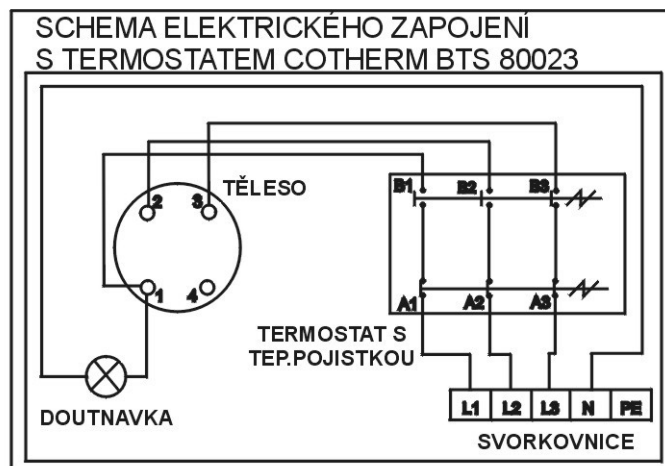 SCHEMA ELEKTRICKÉHO ZAPOJENÍ
S TERMOSTATEM COTHERM BTS 80023
2 3 TĚLESO
B1 B2 B3
1 4
A1 A2 A3
TERMOSTAT S
TEP.POJISTKOU
DOUTNAVKA
L1 L2 L3 N PE
SVORKOVNICE